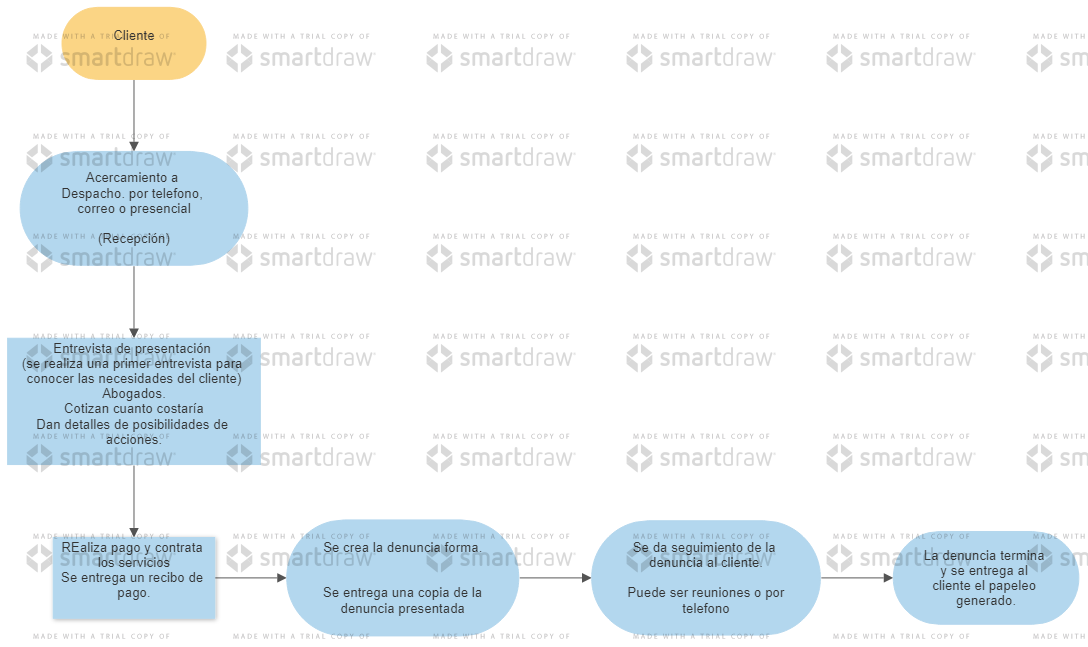 Cliente
Acercamiento a
Despacho. por telefono,
correo o presencial
(Recepción)
Entrevista de presentación
(se realiza una primer entrevista para
conocer las necesidades del cliente)
Abogados.
Cotizan cuanto costaría
Dan detalles de posibilidades de
acciones.
REaliza pago y contrata
los servicios
Se entrega un recibo de
pago.
Se crea la denuncia forma.
Se entrega una copia de la
denuncia presentada
Se da seguimiento de la
denuncia al cliente.
Puede ser reuniones o por
telefono
La denuncia termina
y se entrega al
cliente el papeleo
generado.
MADE WITH A TRIAL COPY OF
smartdraw